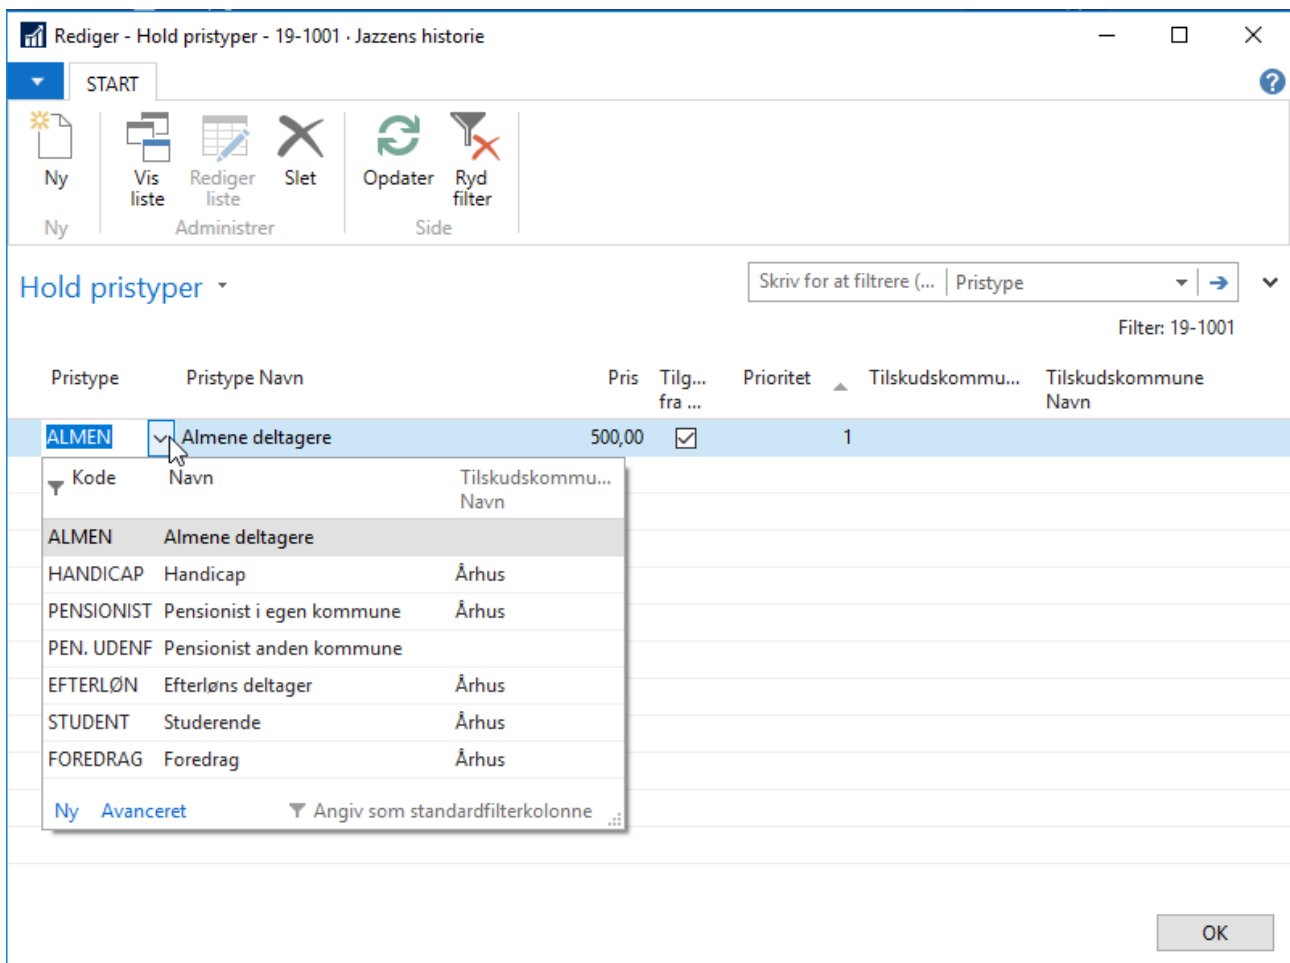 Rediger - Hold pristyper - 19-1001 · Jazzens historie
START
Ny
Vis liste
Rediger liste
Slet
Opdater
Ryd filter
Ny
Administrer
Side
Hold pristyper
Skriv for at filtrere (... Pristype
Filter: 19-1001
Pristype Pristype Navn Pris Tilg... fra ... Prioritet Tilskudskommu... Tilskudskommune Navn
ALMEN Almene deltagere 500,00 1
Kode Navn Tilskudskommu... Navn
ALMEN Almene deltagere
HANDICAP Handicap Århus
PENSIONIST Pensionist i egen kommune Århus
PEN. UDENF Pensionist anden kommune
EFTERLØN Efterløns deltager Århus
STUDENT Studerende Århus
FOREDRAG Foredrag Århus
Ny Avanceret Angiv som standardfilterkolonne
OK